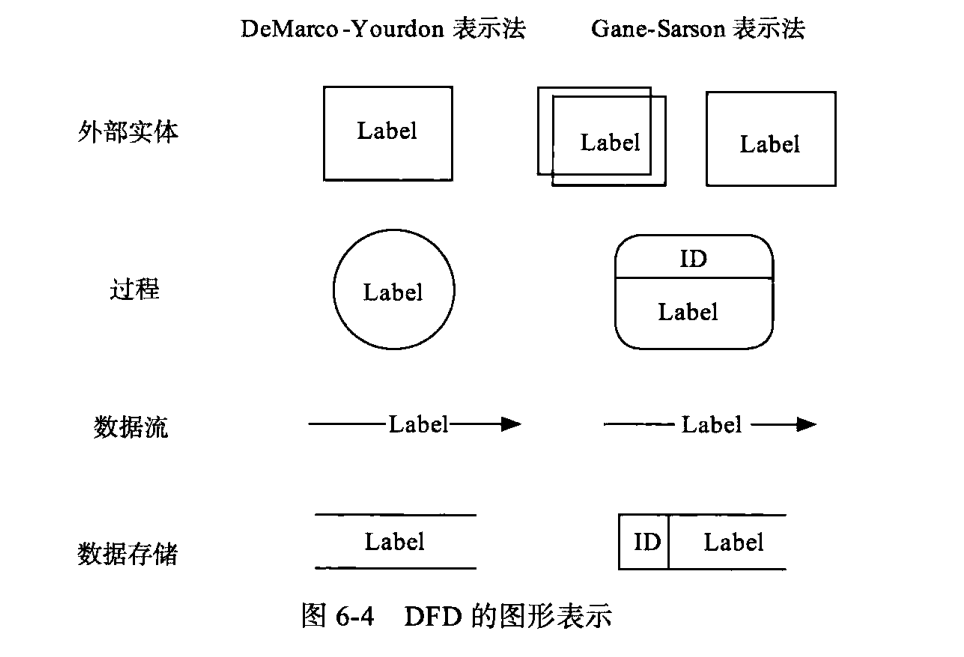 DeMarco-Yourdon 表示法 Gane-Sarson 表示法
外部实体 Label Label Label
ID
过程 Label Label
数据流 Label Label
数据存储 Label ID Label
图 6-4 DFD 的图形表示